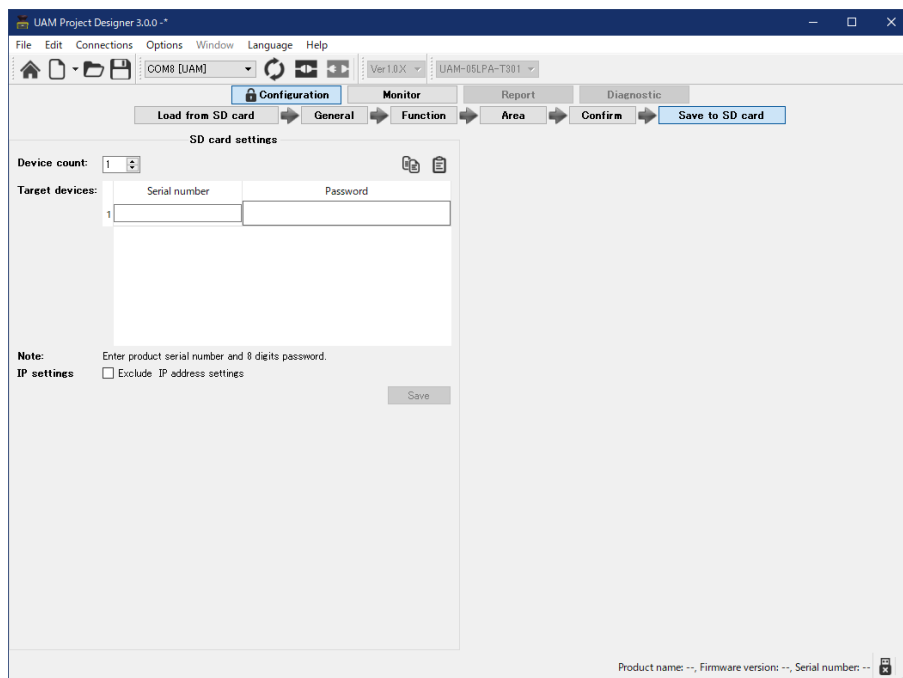 UAM Project Designer 3.0.0 -*
File Edit Connections Options Window Language Help
COM8 [UAM] Ver1.0X UAM-05LPA-T301
Configuration Monitor Report Diagnostic
Load from SD card General Function Area Confirm Save to SD card
SD card settings
Device count: 1
Target devices: Serial number Password
1
Note: Enter product serial number and 8 digits password.
IP settings Exclude IP address settings
Save
Product name: --, Firmware version: --, Serial number: --